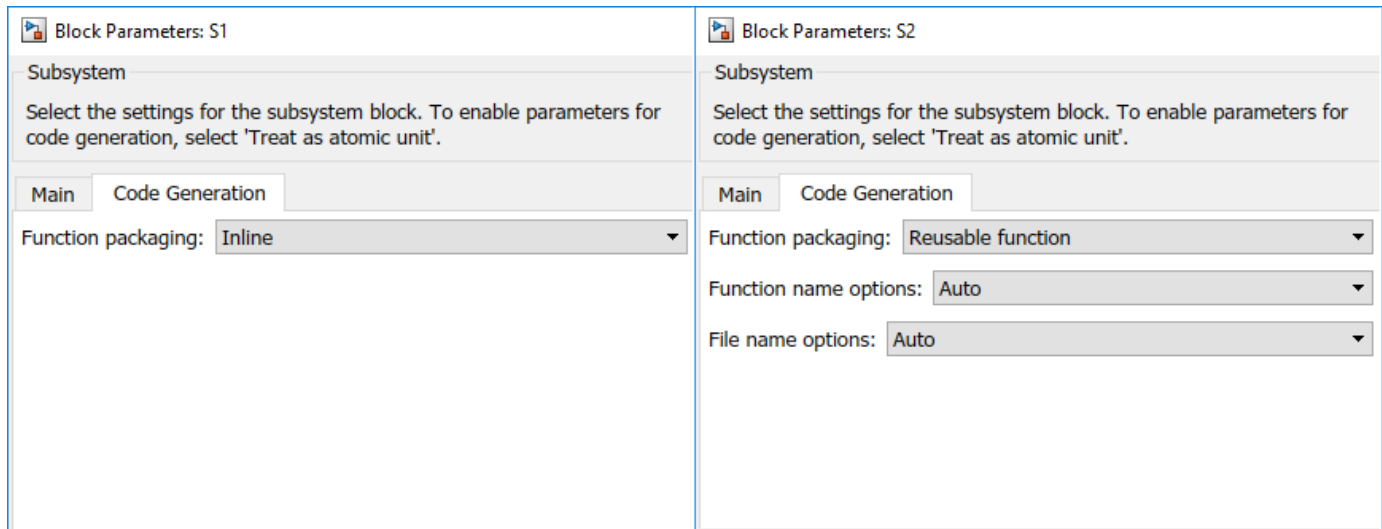 Block Parameters: S1
Subsystem
Select the settings for the subsystem block. To enable parameters for
code generation, select 'Treat as atomic unit'.
Main Code Generation
Function packaging: Inline
Block Parameters: S2
Subsystem
Select the settings for the subsystem block. To enable parameters for
code generation, select 'Treat as atomic unit'.
Main Code Generation
Function packaging: Reusable function
Function name options: Auto
File name options: Auto